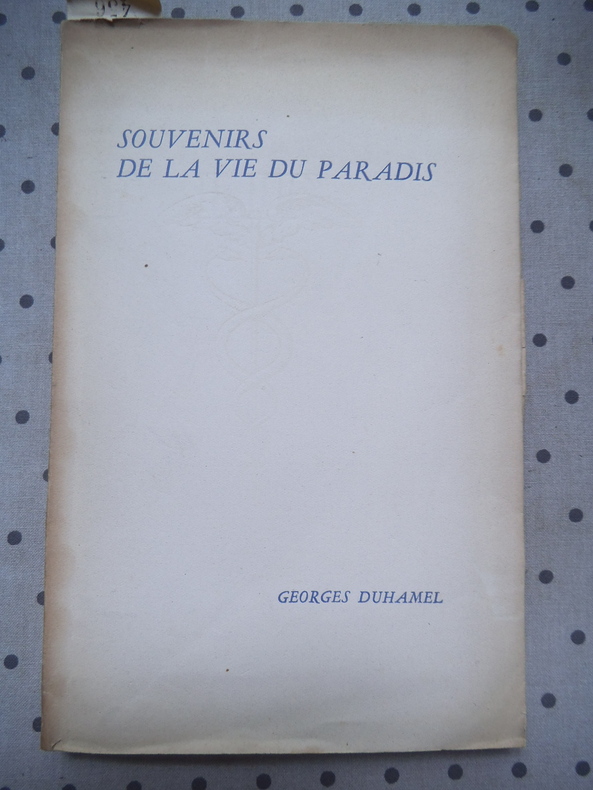 SOUVENIRS
DE LA VIE DU PARADIS
GEORGES DUHAMEL